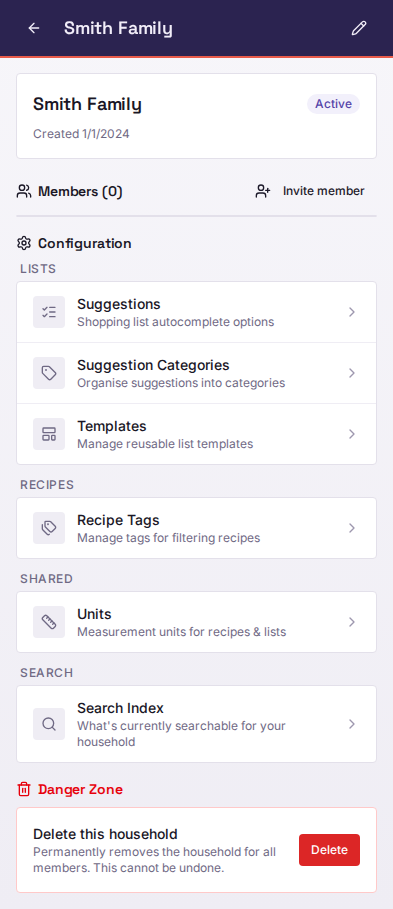 Smith Family
Smith Family
Active
Created 1/1/2024
Members (0)
Invite member
Configuration
LISTS
Suggestions
Shopping list autocomplete options
Suggestion Categories
Organise suggestions into categories
Templates
Manage reusable list templates
RECIPES
Recipe Tags
Manage tags for filtering recipes
SHARED
Units
Measurement units for recipes & lists
SEARCH
Search Index
What's currently searchable for your
household
Danger Zone
Delete this household
Permanently removes the household for all
members. This cannot be undone.
Delete